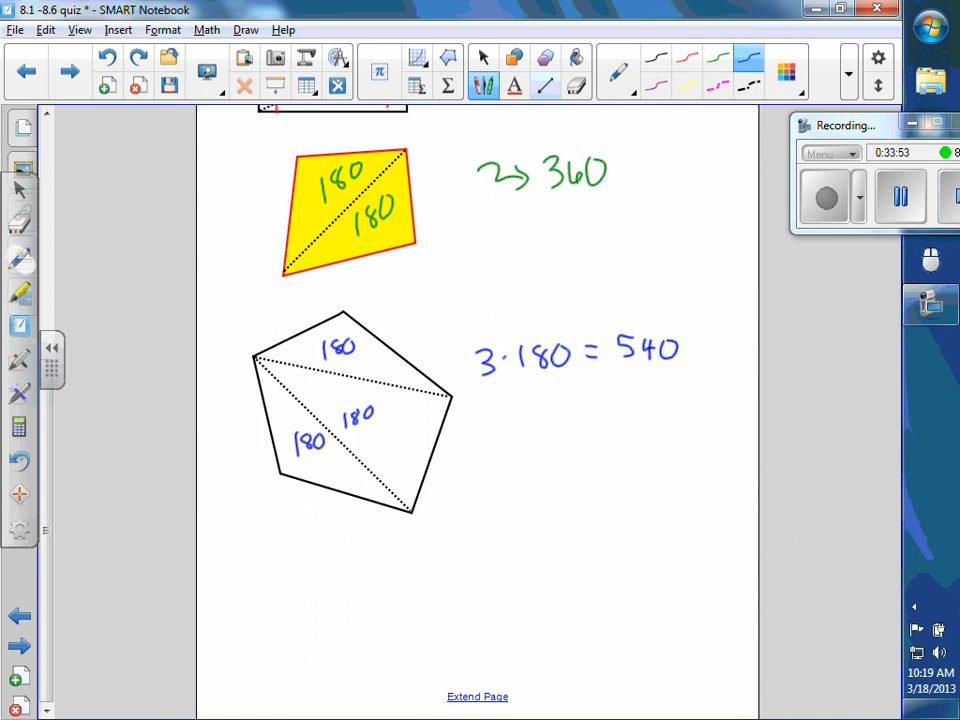 8.1 -8.6 quiz * - SMART Notebook
File Edit View Insert Format Math Draw Help
π A Σ
Recording...
Menu 0:33:53 8
180
180
2→ 360
180
180
180
3·180 = 540
Extend Page
10:19 AM
3/18/2013